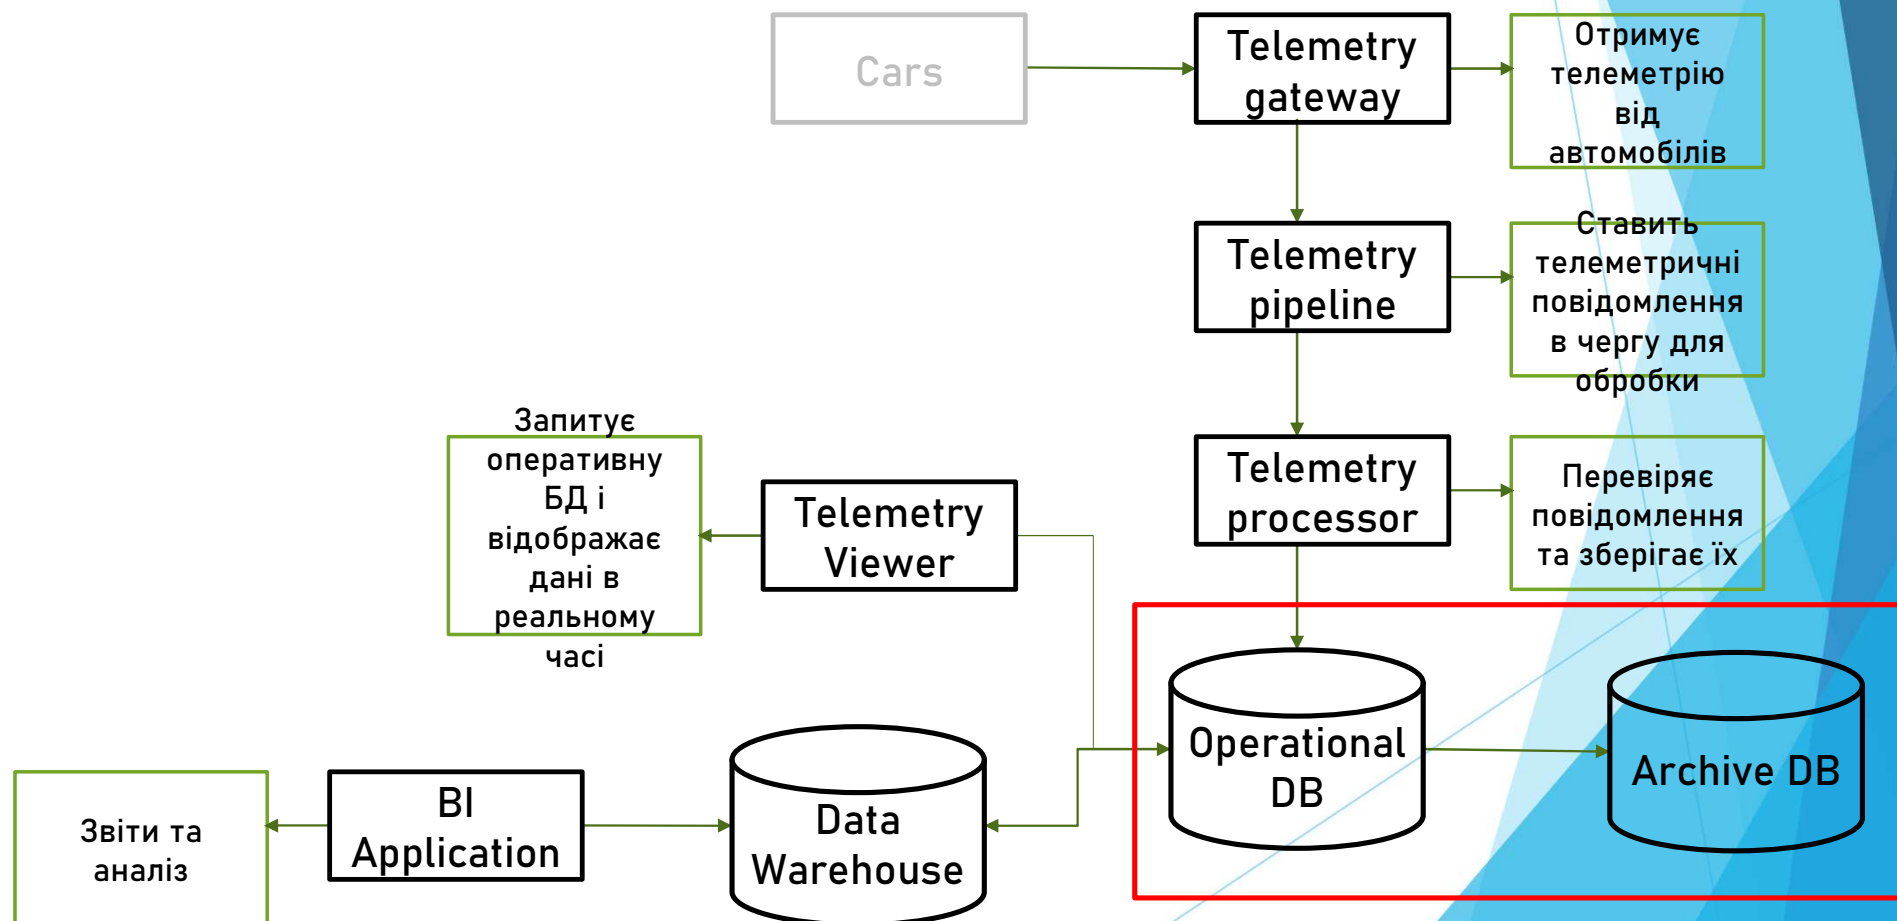 Cars
Telemetry
gateway
Отримує
телеметрію
від
автомобілів
Telemetry
pipeline
Ставить
телеметричні
повідомлення
в чергу для
обробки
Telemetry
processor
Перевіряє
повідомлення
та зберігає їх
Запитує
оперативну
БД і
відображає
дані в
реальному
часі
Telemetry
Viewer
Operational
DB
Archive DB
Data
Warehouse
BI
Application
Звіти та
аналіз